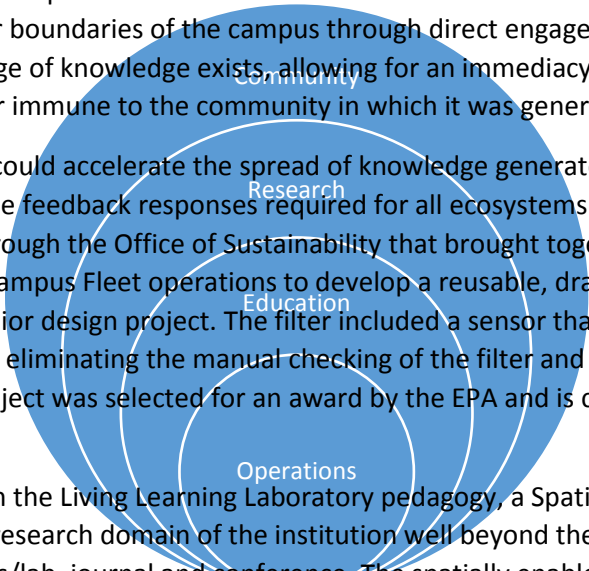 r boundaries of the campus through direct engage
ge of knowledge exists, allowing for an immediacy
Community
r immune to the community in which it was gener
could accelerate the spread of knowledge generat
Research
e feedback responses required for all ecosystems
rough the Office of Sustainability that brought tog
ampus Fleet operations to develop a reusable, dra
Education
ior design project. The filter included a sensor tha
eliminating the manual checking of the filter and
ject was selected for an award by the EPA and is
Operations
n the Living Learning Laboratory pedagogy, a Spati
research domain of the institution well beyond the
s/lab, journal and conference. The spatially enable